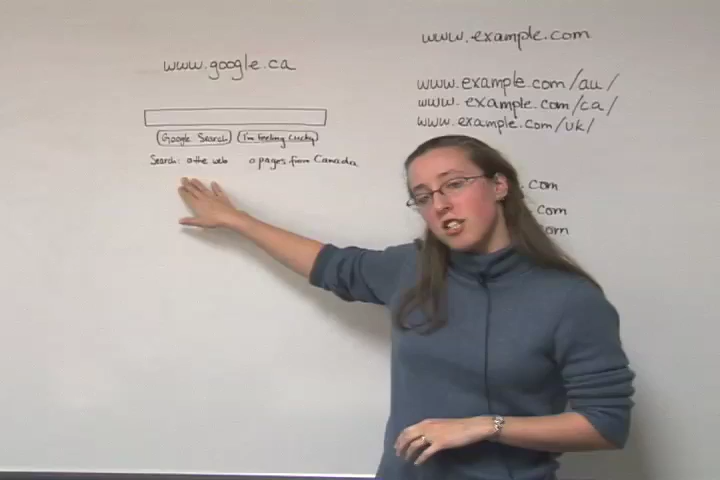 www.google.ca
Google Search I'm Feeling Lucky
Search: o the web o pages from Canada
www.example.com
www.example.com/au/
www.example.com/ca/
www.example.com/uk/
.com
.com
om